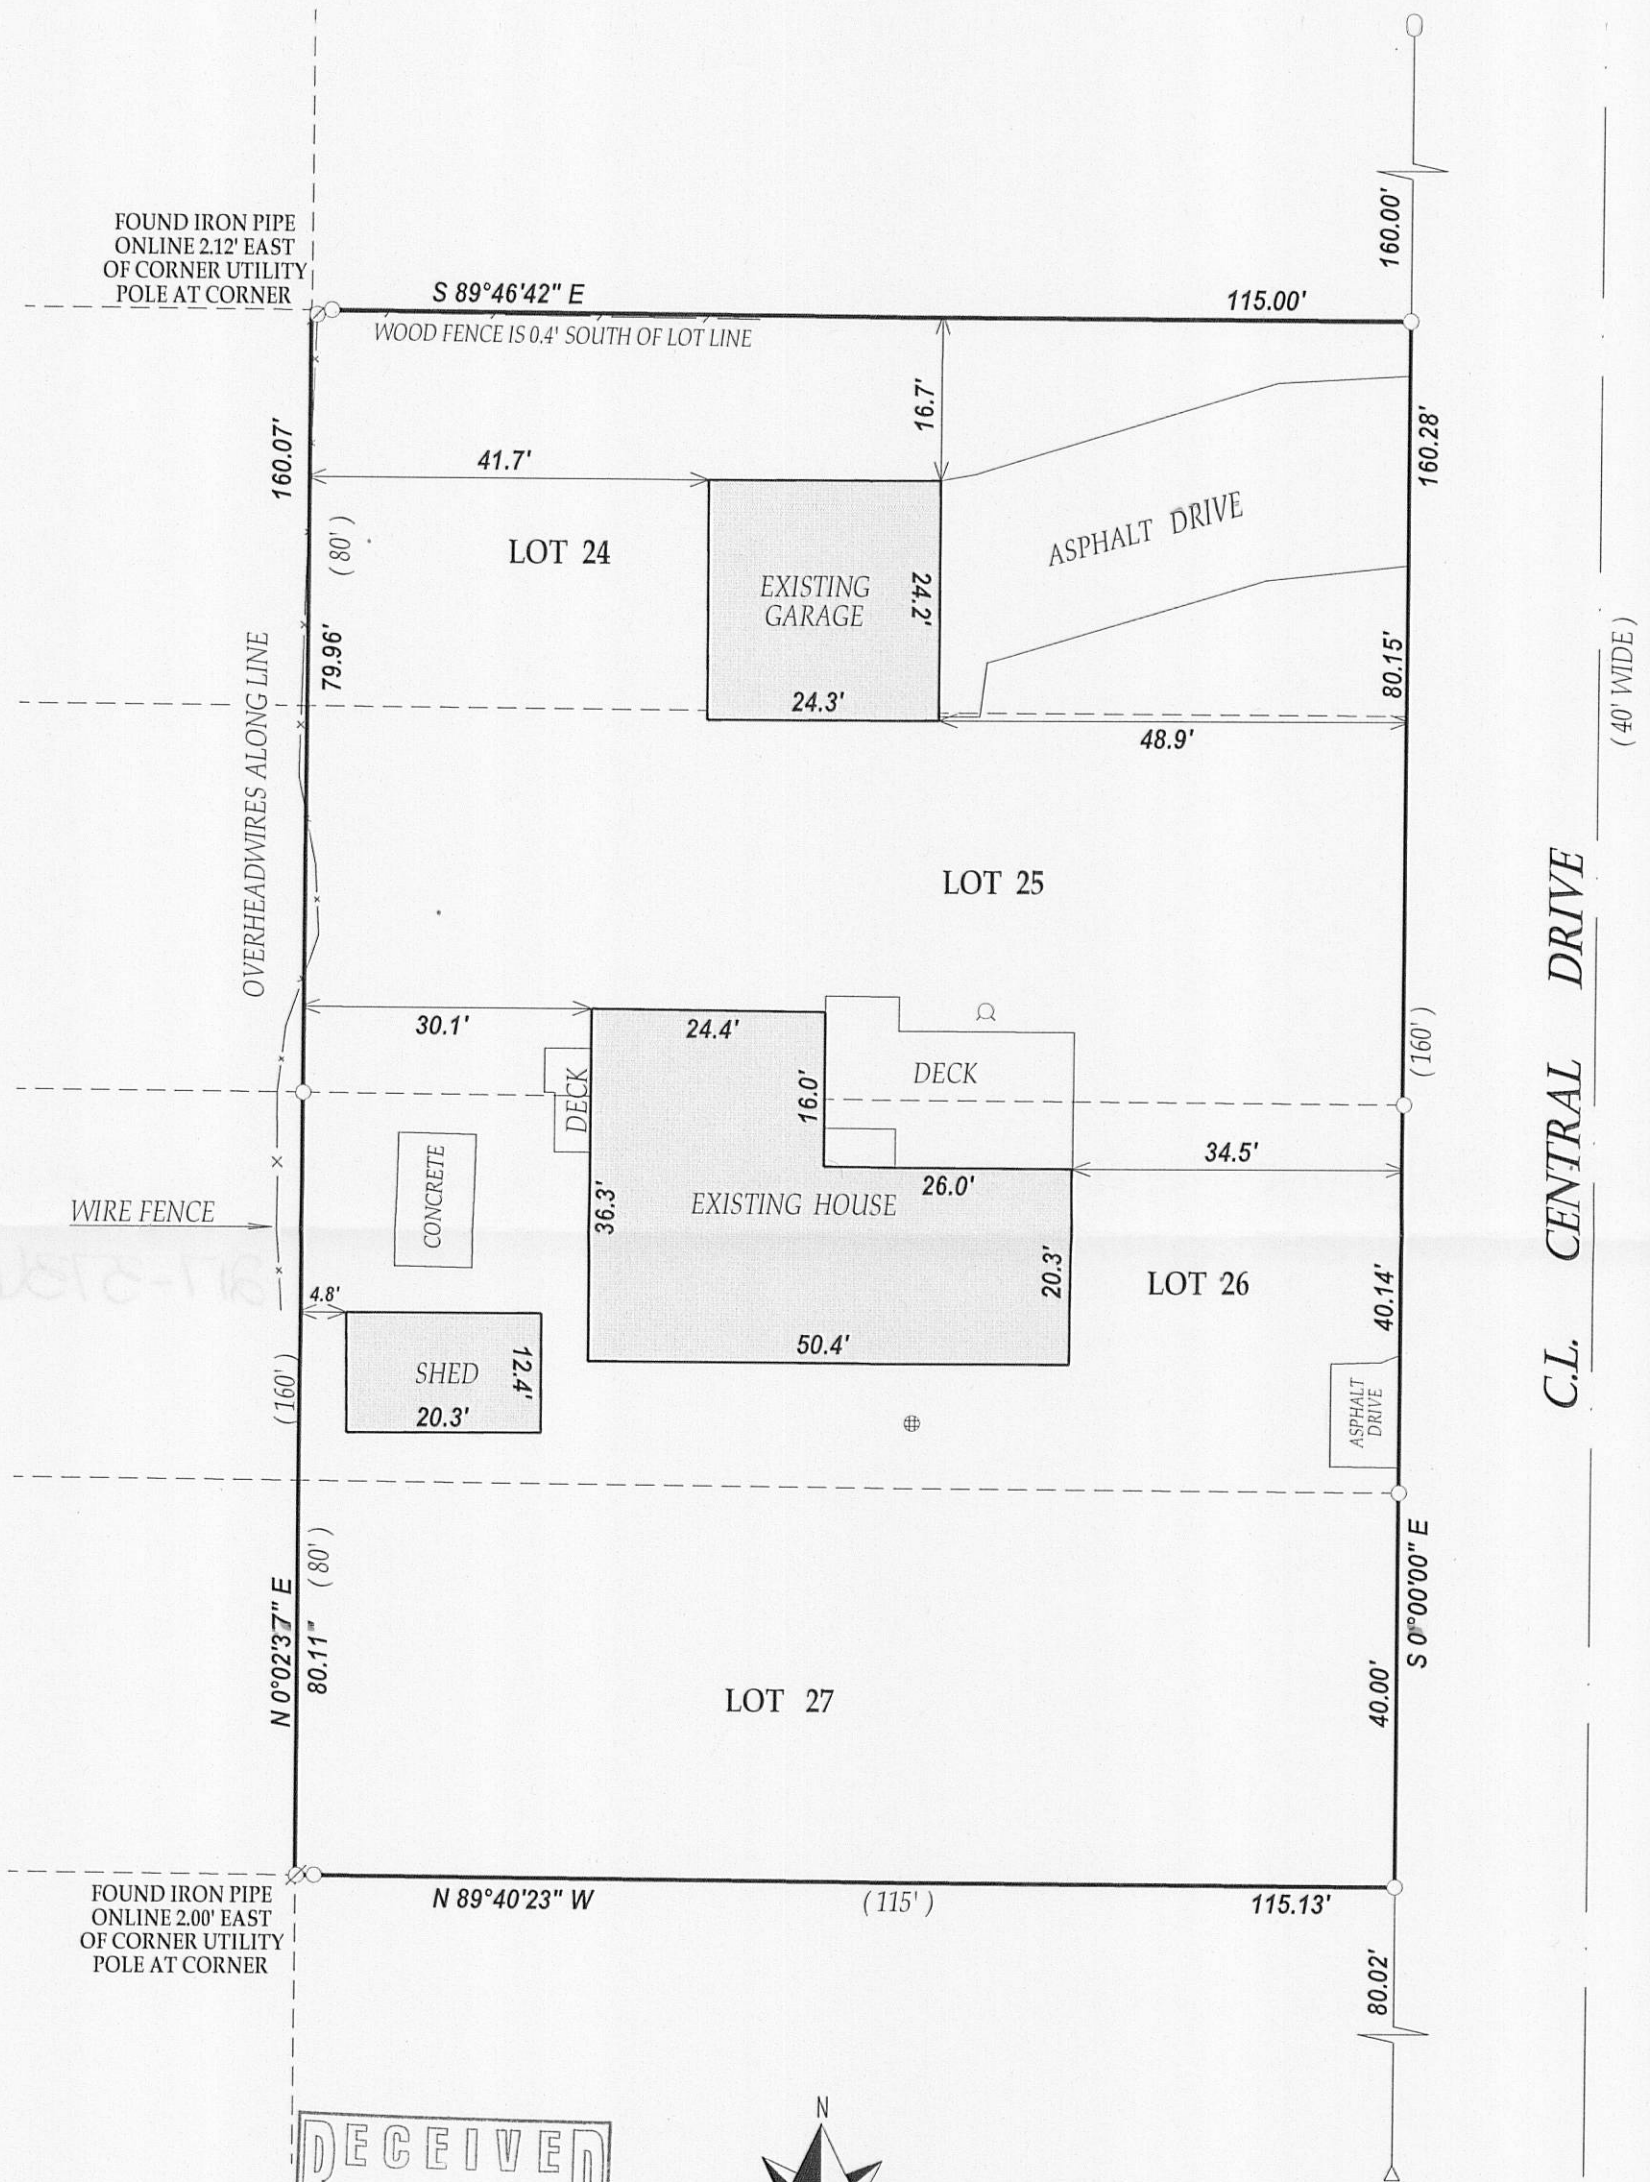 160.00'
FOUND IRON PIPE
ONLINE 2.12' EAST
OF CORNER UTILITY
POLE AT CORNER
S 89°46'42" E
115.00'
WOOD FENCE IS 0.4' SOUTH OF LOT LINE
16.7'
160.07'
41.7'
160.28'
(80')
LOT 24
ASPHALT DRIVE
EXISTING
GARAGE
24.2'
79.96'
80.15'
(40' WIDE)
24.3'
48.9'
OVERHEADWIRES ALONG LINE
LOT 25
C.L. CENTRAL DRIVE
30.1'
24.4'
(160')
DECK
DECK
16.0'
34.5'
CONCRETE
26.0'
WIRE FENCE
36.3'
EXISTING HOUSE
20.3'
LOT 26
40.14'
4.8'
50.4'
SHED
12.4'
20.3'
(160')
ASPHALT
DRIVE
(80')
S 0°00'00" E
N 0°02'37" E
80.11"
LOT 27
40.00'
FOUND IRON PIPE
ONLINE 2.00' EAST
OF CORNER UTILITY
POLE AT CORNER
N 89°40'23" W
(115')
115.13'
80.02'
N